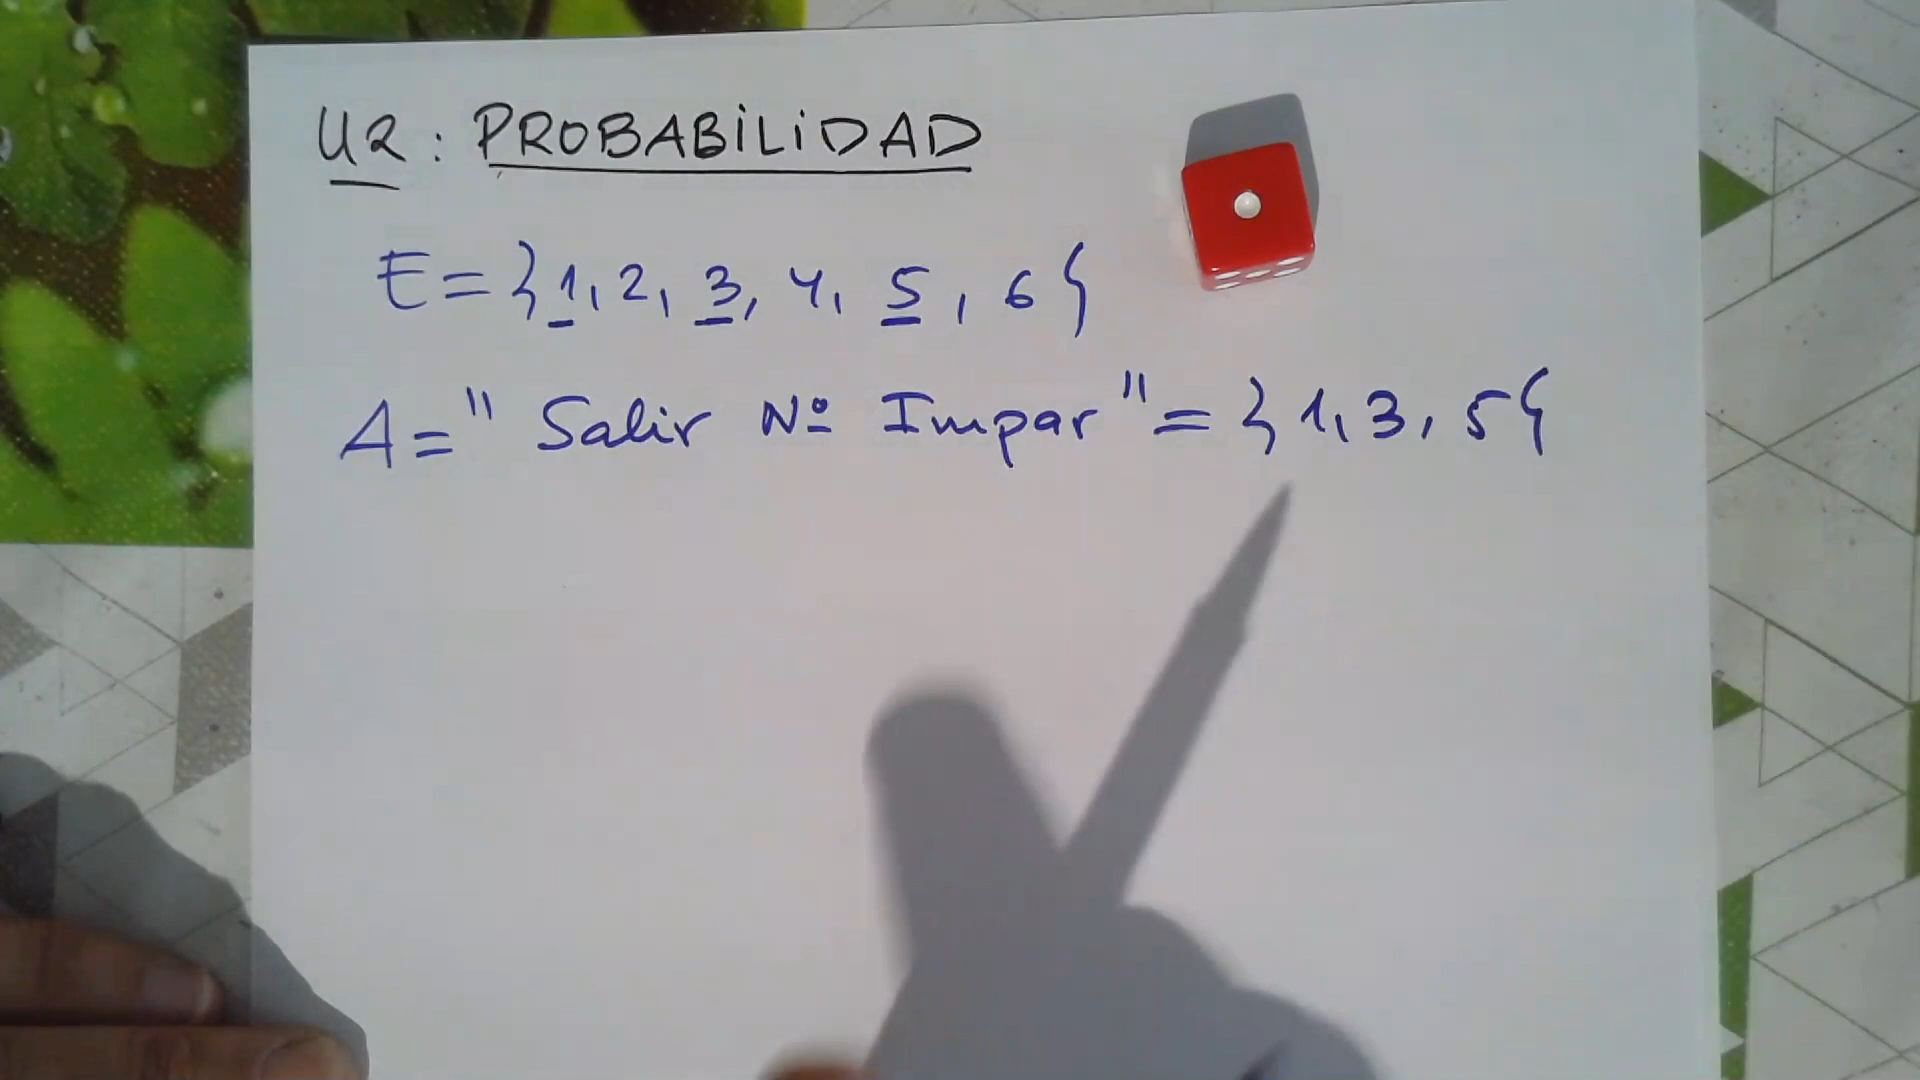 U2: PROBABILIDAD
E = }1, 2, 3, 4, 5, 6{
A = " Salir Nº Impar " = }1, 3, 5{